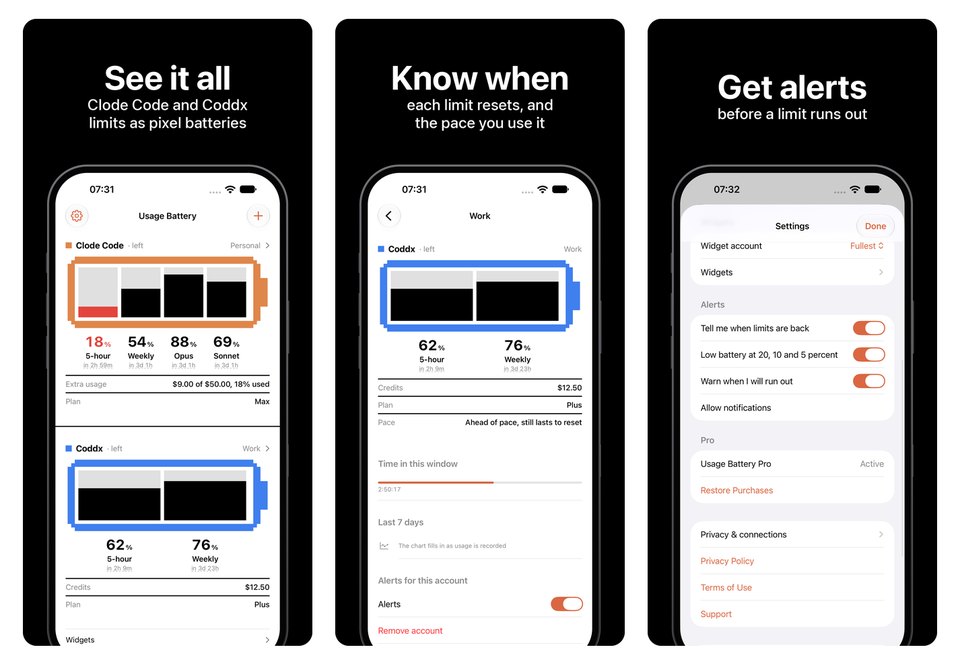 See it all
Clode Code and Coddx
limits as pixel batteries
07:31
Usage Battery
Clode Code · left Personal
18% 54% 88% 69%
5-hour Weekly Opus Sonnet
in 2h 59m in 3d 1h in 3d 1h in 3d 1h
Extra usage $9.00 of $50.00, 18% used
Plan Max
Coddx · left Work
62% 76%
5-hour Weekly
in 2h 9m in 3d 23h
Credits $12.50
Plan Plus
Widgets
Know when
each limit resets, and
the pace you use it
07:31
Work
Coddx · left Work
62% 76%
5-hour Weekly
in 2h 9m in 3d 23h
Credits $12.50
Plan Plus
Pace Ahead of pace, still lasts to reset
Time in this window
2:50:17
Last 7 days
The chart fills in as usage is recorded
Alerts for this account
Alerts
Remove account
Get alerts
before a limit runs out
07:32
Settings Done
Widget account Fullest
Widgets
Alerts
Tell me when limits are back
Low battery at 20, 10 and 5 percent
Warn when I will run out
Allow notifications
Pro
Usage Battery Pro Active
Restore Purchases
Privacy & connections
Privacy Policy
Terms of Use
Support